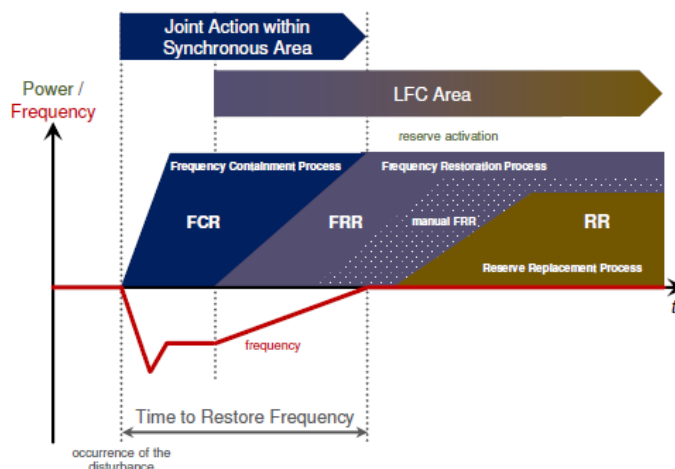 Joint Action within
Synchronous Area
Power /
Frequency
LFC Area
reserve activation
Frequency Containment Process
Frequency Restoration Process
FCR
FRR
manual FRR
RR
Reserve Replacement Process
t
frequency
Time to Restore Frequency
occurrence of the
disturbance